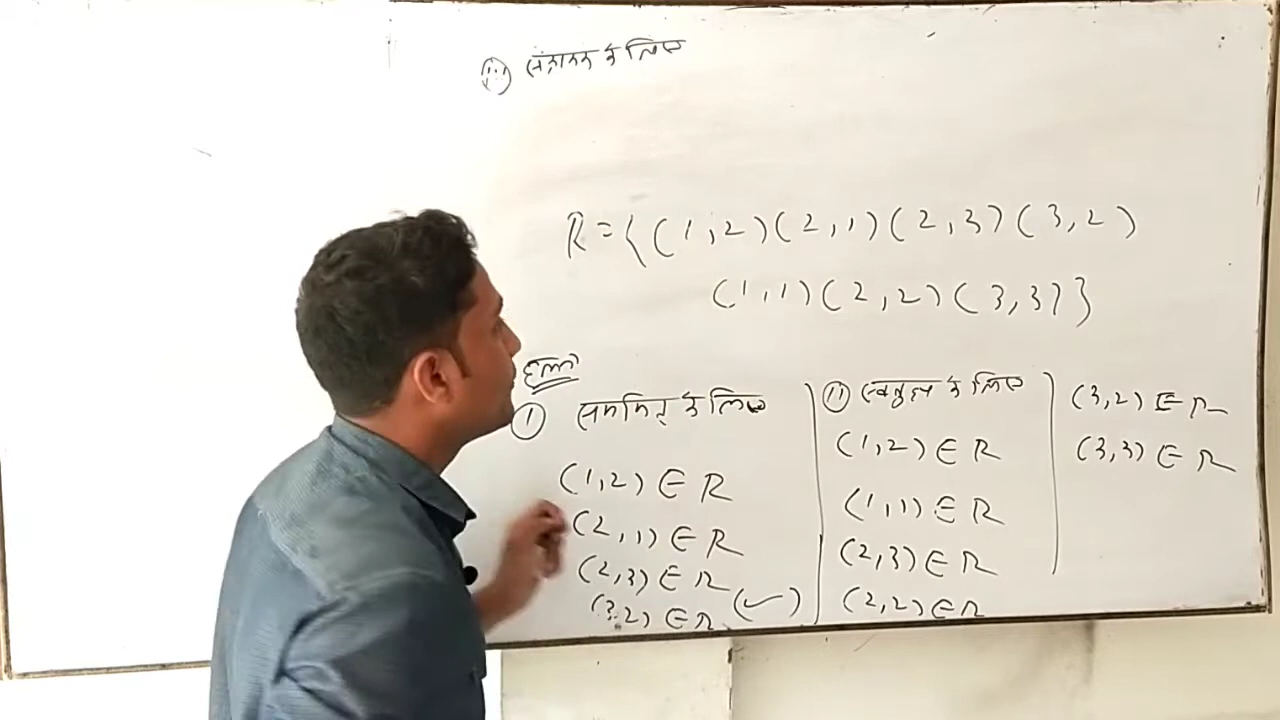 (iii) संक्रामक के लिए
R={(1,2)(2,1)(2,3)(3,2)
(1,1)(2,2)(3,3)}
हल
(i) सममित के लिए
(1,2) ∈ R
(2,1) ∈ R
(2,3) ∈ R
(3,2) ∈ R (✓)
(ii) स्वतुल्य के लिए
(1,2) ∈ R
(1,1) ∈ R
(2,3) ∈ R
(2,2) ∈ R
(3,2) ∈ R
(3,3) ∈ R